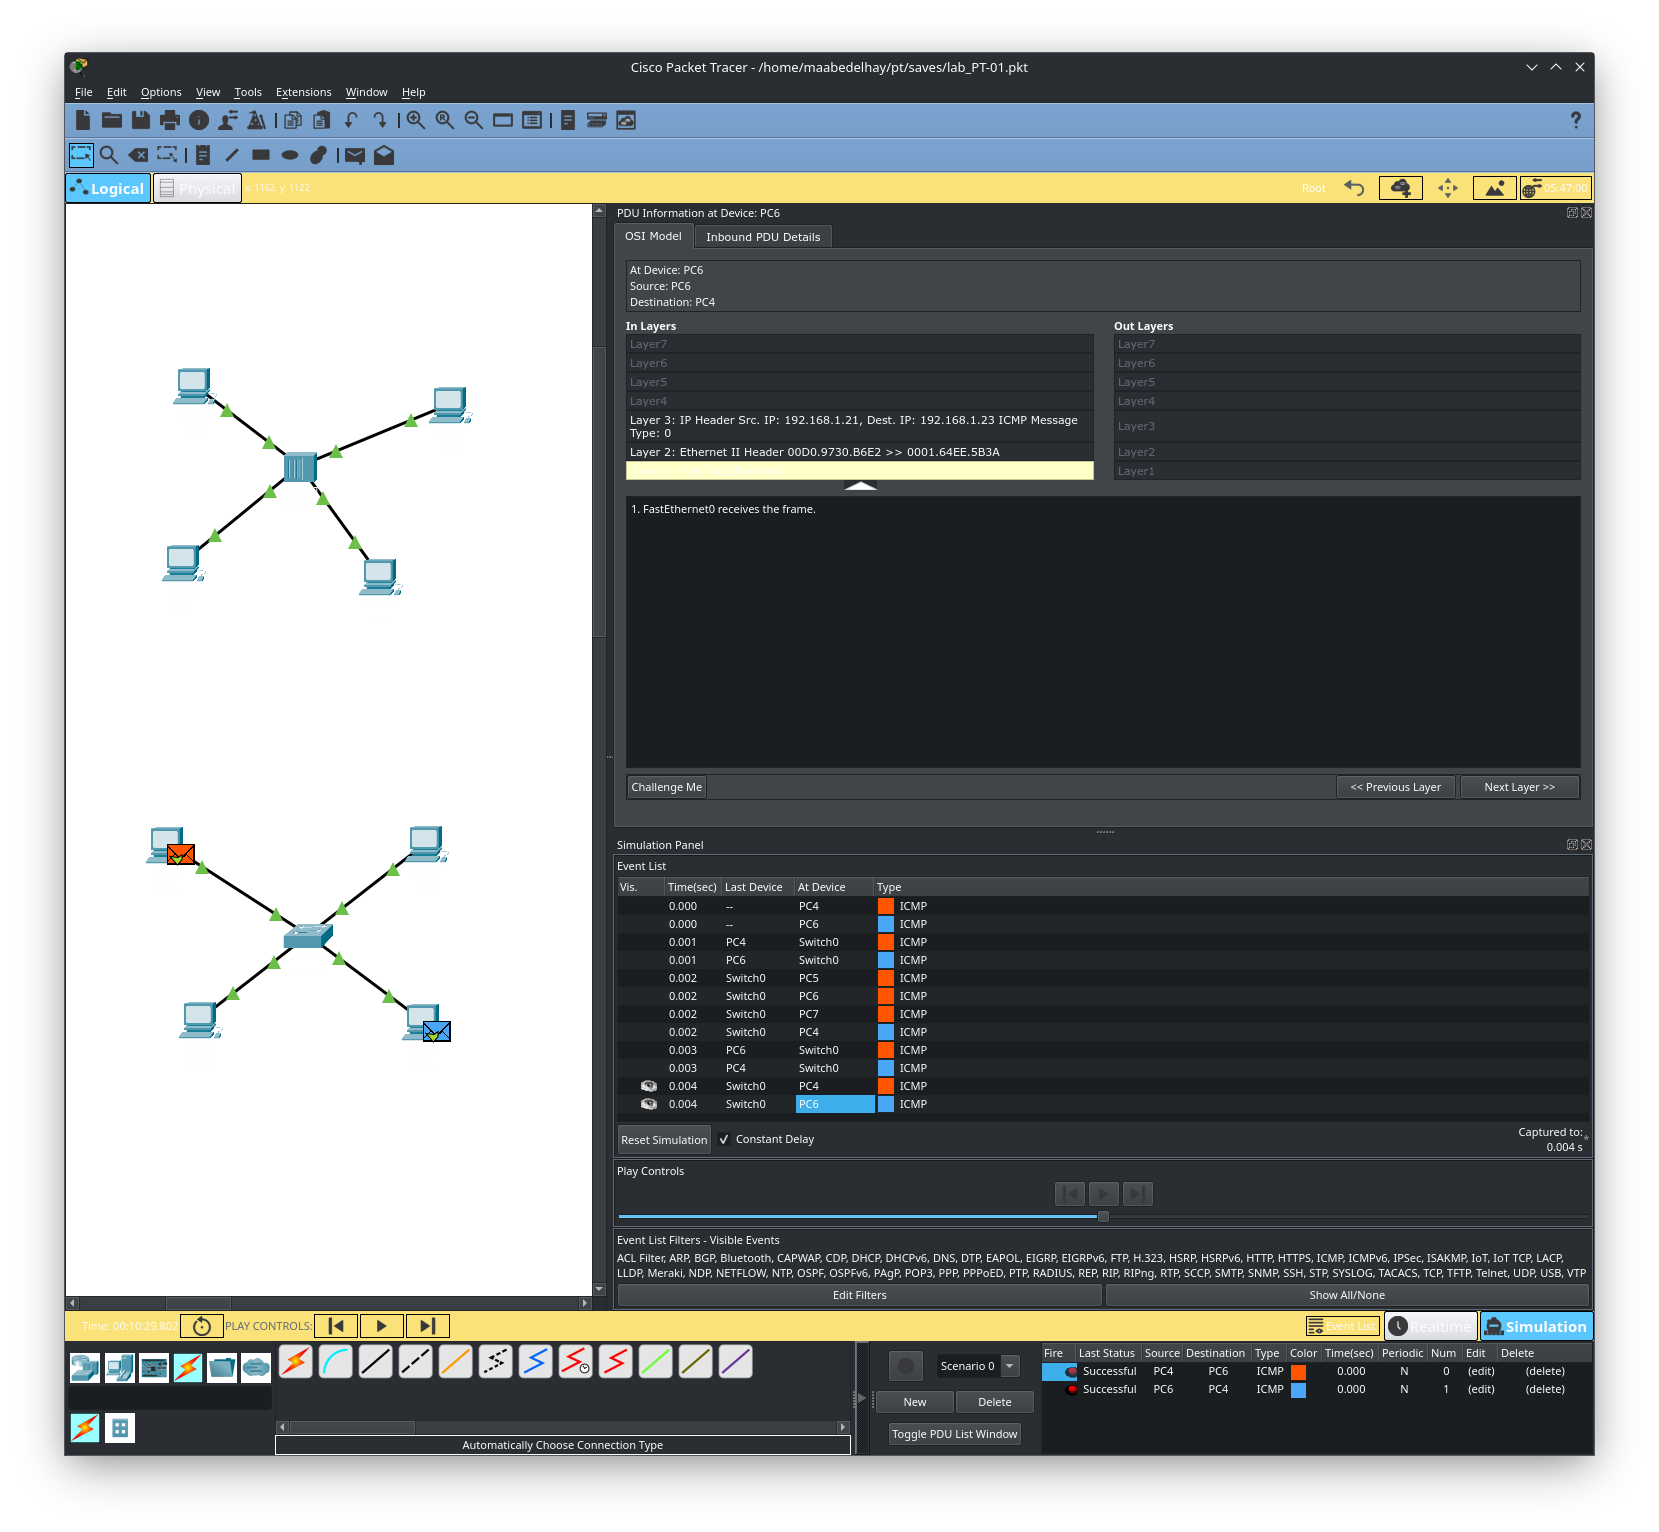 Cisco Packet Tracer - /home/maabedelhay/pt/saves/lab_PT-01.pkt
File Edit Options View Tools Extensions Window Help
?
Logical Physical x: 1162, y: 1122 Root 05:47:00
PDU Information at Device: PC6
OSI Model Inbound PDU Details
At Device: PC6
Source: PC6
Destination: PC4
In Layers Out Layers
Layer7 Layer7
Layer6 Layer6
Layer5 Layer5
Layer4 Layer4
Layer 3: IP Header Src. IP: 192.168.1.21, Dest. IP: 192.168.1.23 ICMP Message
Type: 0
Layer3
Layer 2: Ethernet II Header 00D0.9730.B6E2 >> 0001.64EE.5B3A Layer2
Layer1
1. FastEthernet0 receives the frame.
Challenge Me << Previous Layer Next Layer >>
Simulation Panel
Event List
Vis. Time(sec) Last Device At Device Type
0.000 -- PC4 ICMP
0.000 -- PC6 ICMP
0.001 PC4 Switch0 ICMP
0.001 PC6 Switch0 ICMP
0.002 Switch0 PC5 ICMP
0.002 Switch0 PC6 ICMP
0.002 Switch0 PC7 ICMP
0.002 Switch0 PC4 ICMP
0.003 PC6 Switch0 ICMP
0.003 PC4 Switch0 ICMP
0.004 Switch0 PC4 ICMP
0.004 Switch0 PC6 ICMP
Reset Simulation Constant Delay Captured to: *
0.004 s
Play Controls
Event List Filters - Visible Events
ACL Filter, ARP, BGP, Bluetooth, CAPWAP, CDP, DHCP, DHCPv6, DNS, DTP, EAPOL, EIGRP, EIGRPv6, FTP, H.323, HSRP, HSRPv6, HTTP, HTTPS, ICMP, ICMPv6, IPSec, ISAKMP, IoT, IoT TCP, LACP,
LLDP, Meraki, NDP, NETFLOW, NTP, OSPF, OSPFv6, PAgP, POP3, PPP, PPPoED, PTP, RADIUS, REP, RIP, RIPng, RTP, SCCP, SMTP, SNMP, SSH, STP, SYSLOG, TACACS, TCP, TFTP, Telnet, UDP, USB, VTP
Edit Filters Show All/None
Time: 00:10:29.802 PLAY CONTROLS: Event List Realtime Simulation
Scenario 0
New Delete
Toggle PDU List Window
Fire Last Status Source Destination Type Color Time(sec) Periodic Num Edit Delete
Successful PC4 PC6 ICMP 0.000 N 0 (edit) (delete)
Successful PC6 PC4 ICMP 0.000 N 1 (edit) (delete)
Automatically Choose Connection Type